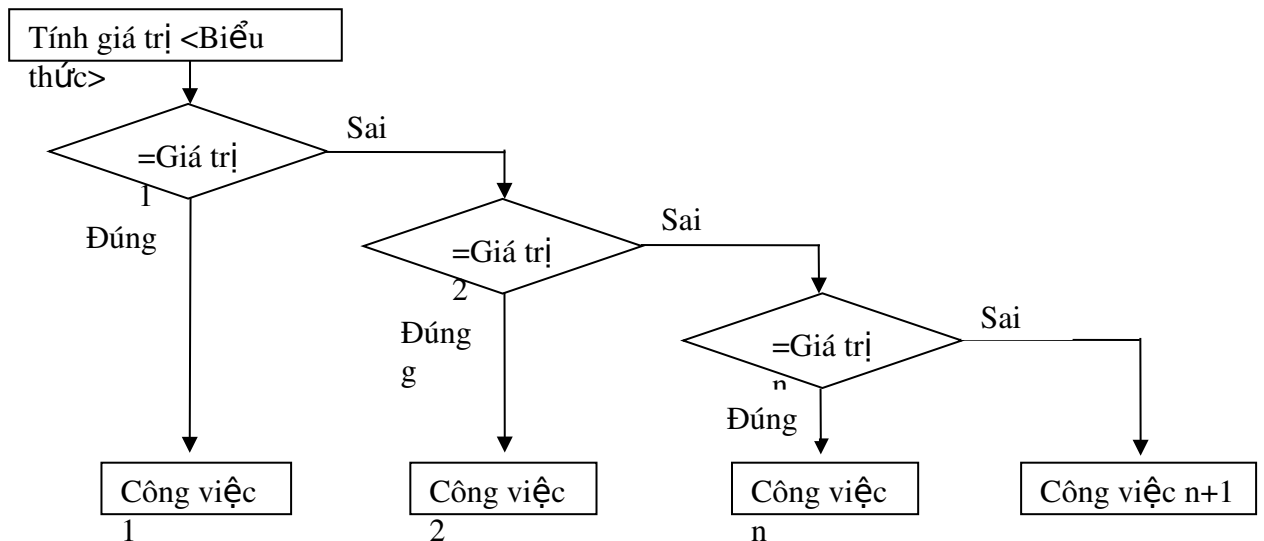 Tính giá trị <Biểu
thức>
=Giá trị
1
Sai
Đúng
=Giá trị
2
Sai
Đúng
g
=Giá trị
n
Sai
Đúng
Công việc
1
Công việc
2
Công việc
n
Công việc n+1